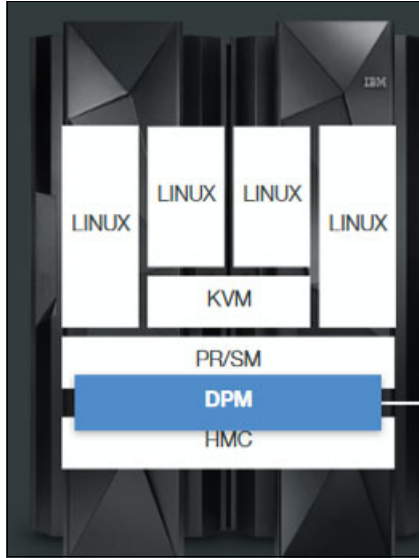 IBM
LINUX
LINUX
LINUX
LINUX
KVM
PR/SM
DPM
HMC